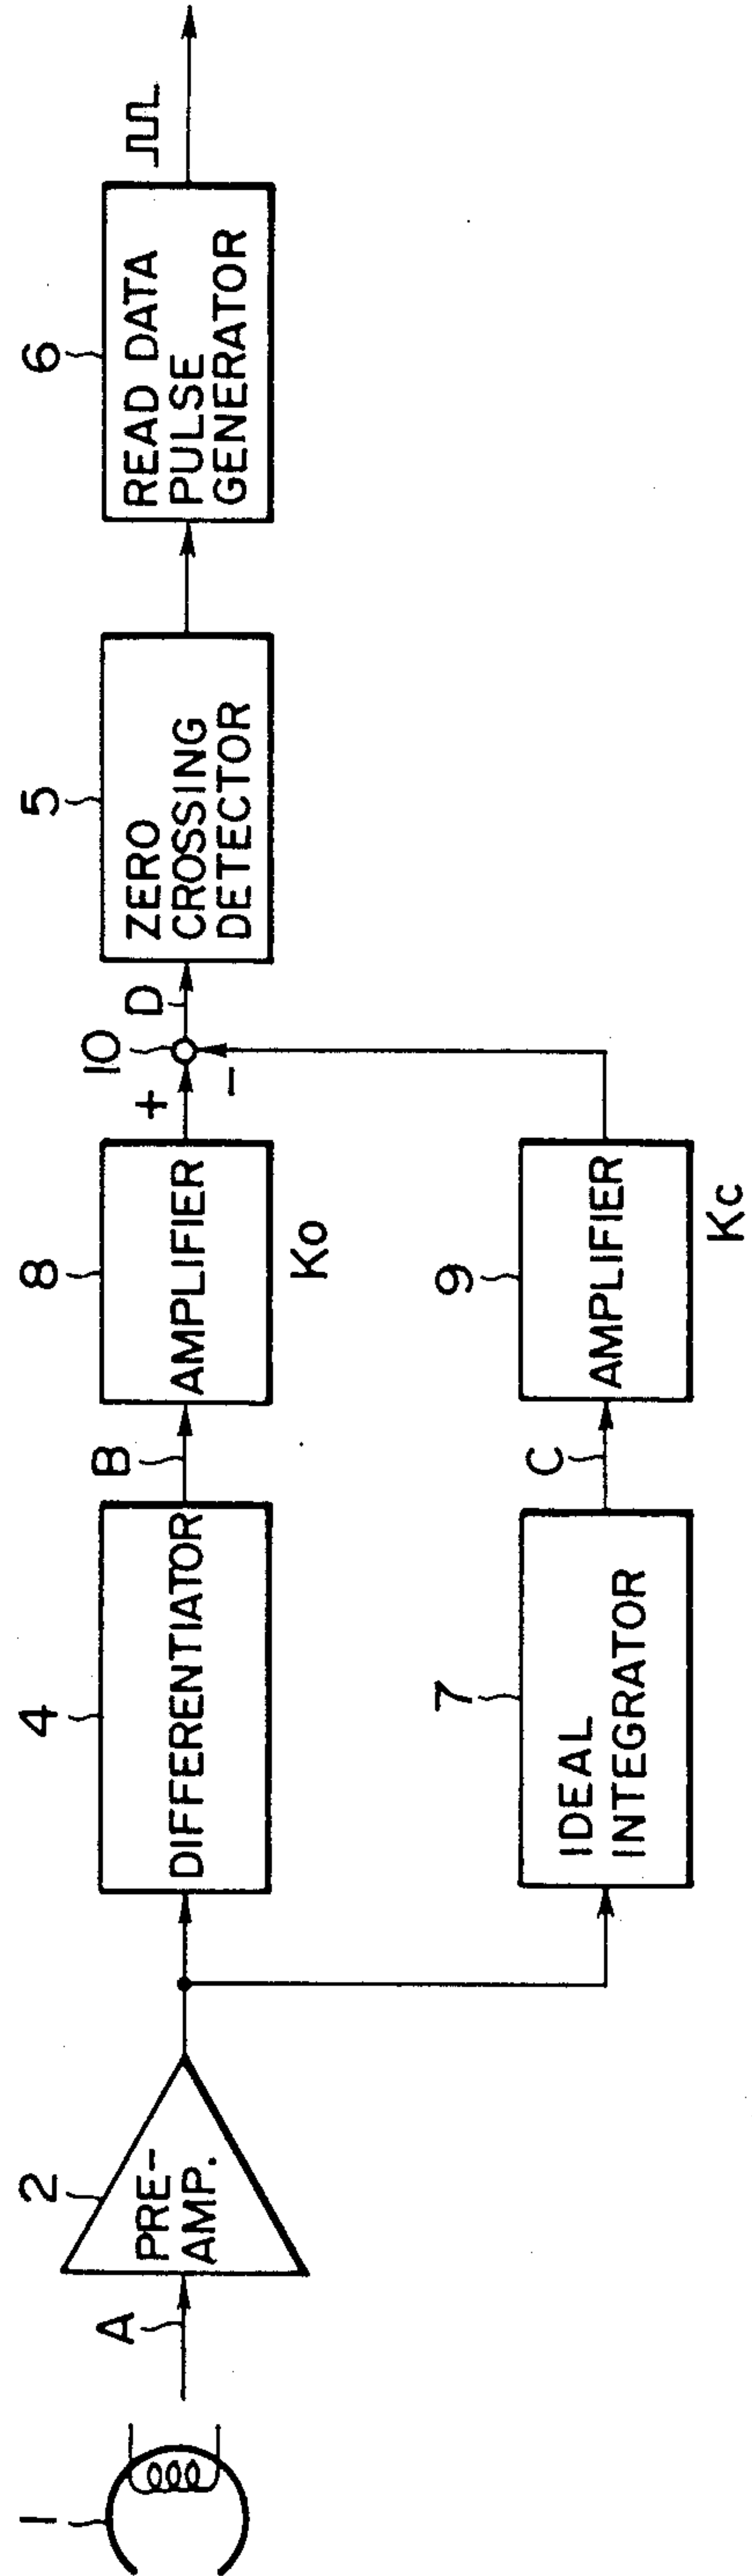 1
A
2
PRE-
AMP.
4
DIFFERENTIATOR
B
8
AMPLIFIER
Ko
+
-
10
D
5
ZERO
CROSSING
DETECTOR
6
READ DATA
PULSE
GENERATOR
7
IDEAL
INTEGRATOR
C
9
AMPLIFIER
Kc